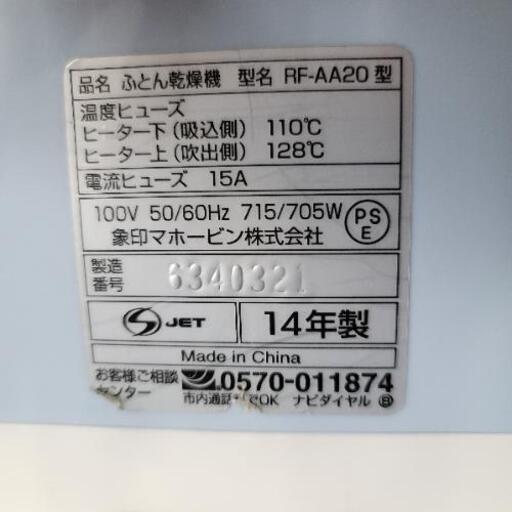 品名 ふとん乾燥機 型名 RF-AA20 型
温度ヒューズ
ヒーター下(吸込側) 110℃
ヒーター上(吹出側) 128℃
電流ヒューズ 15A
100V 50/60Hz 715/705W
PS
E
象印マホービン株式会社
製造
番号
6340321
S JET
14年製
Made in China
お客様ご相談
センター
0570-011874
市内通話 でOK ナビダイヤル